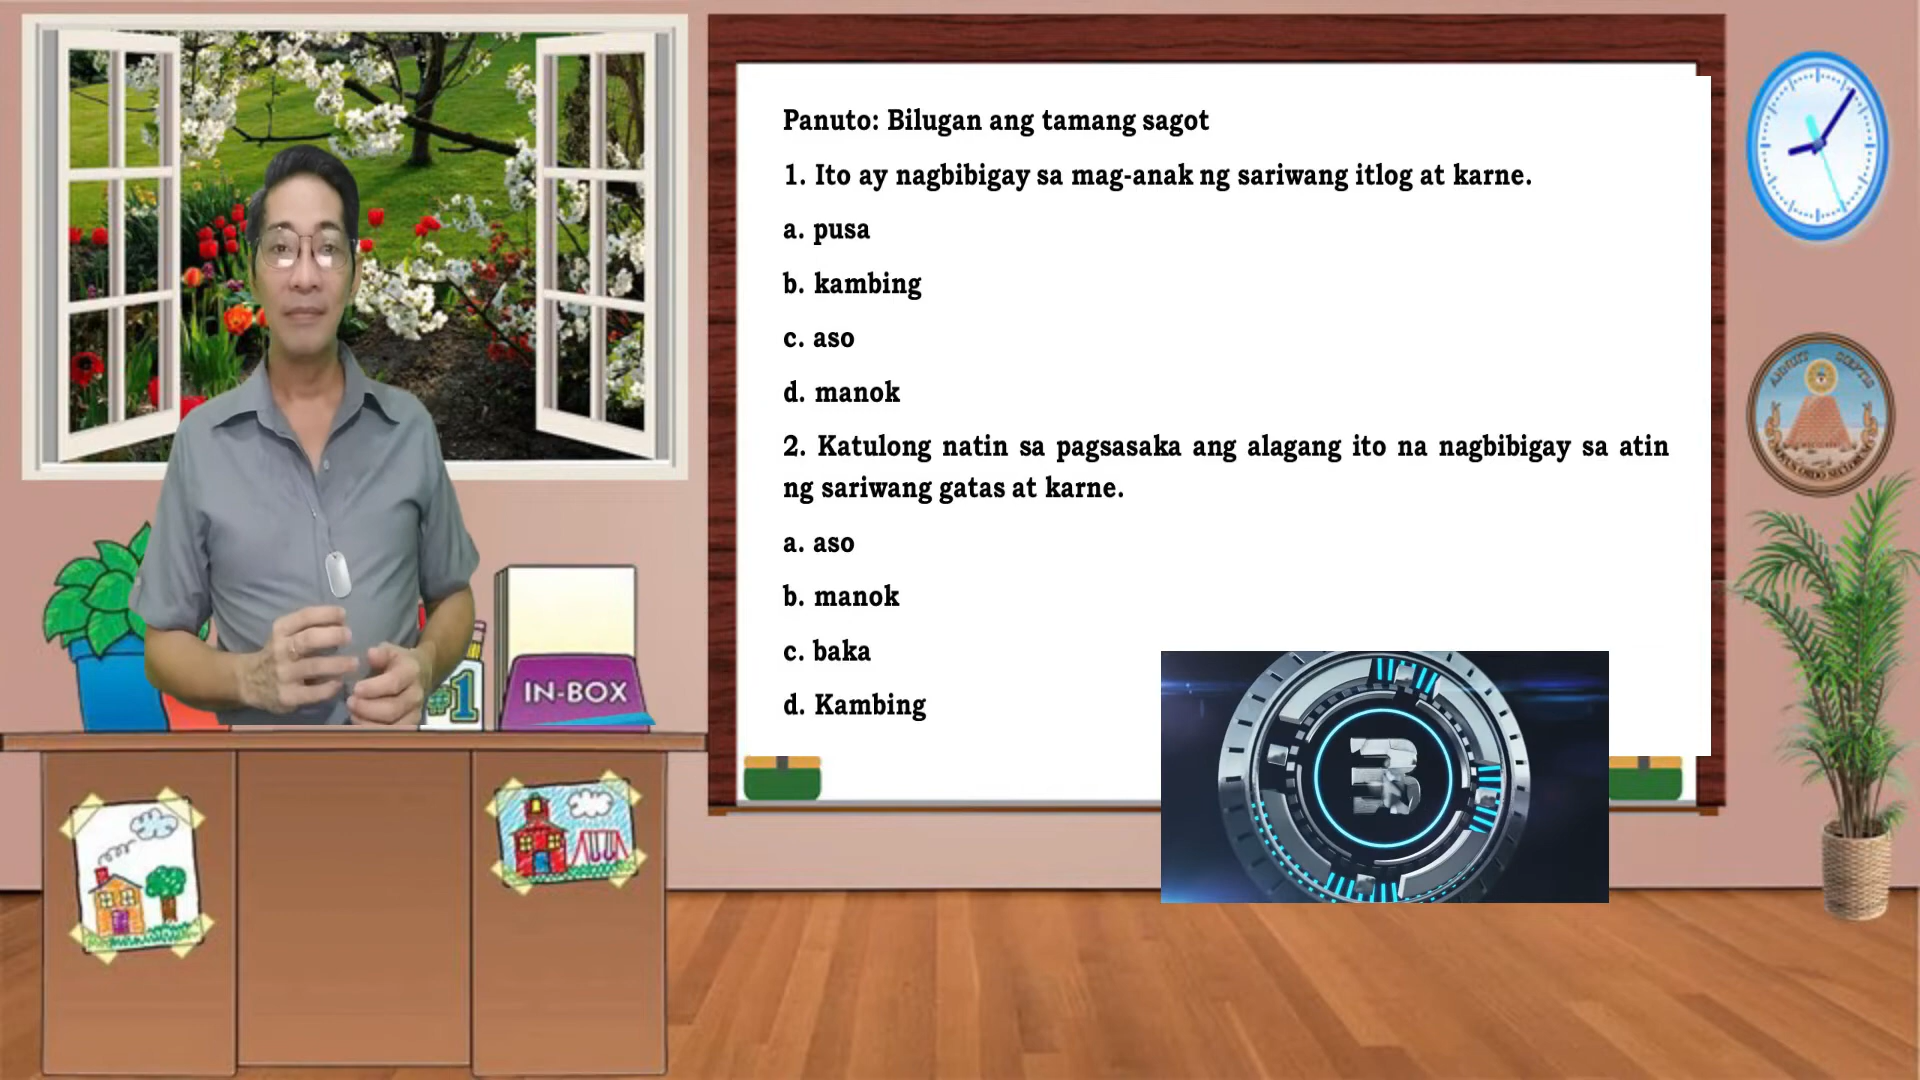 Panuto: Bilugan ang tamang sagot
1. Ito ay nagbibigay sa mag-anak ng sariwang itlog at karne.
a. pusa
b. kambing
c. aso
d. manok
2. Katulong natin sa pagsasaka ang alagang ito na nagbibigay sa atin
ng sariwang gatas at karne.
a. aso
b. manok
c. baka
d. Kambing
3
#1
IN-BOX
ANNUIT COEPTIS